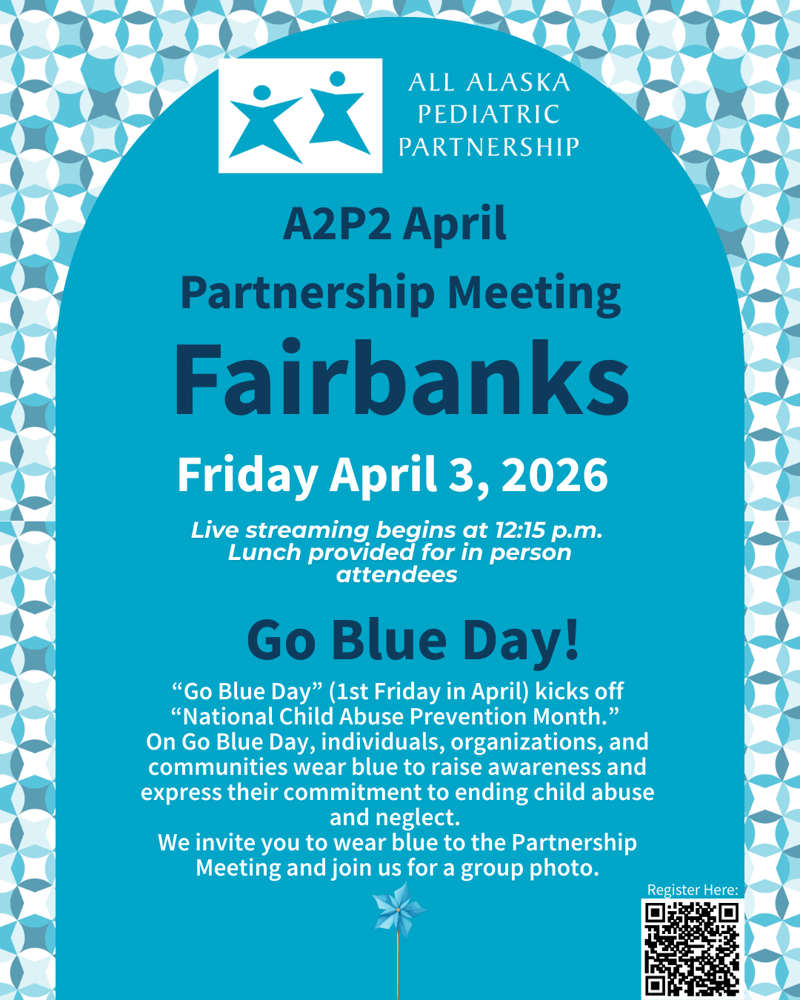 ALL ALASKA
PEDIATRIC
PARTNERSHIP
A2P2 April
Partnership Meeting
Fairbanks
Friday April 3, 2026
Live streaming begins at 12:15 p.m.
Lunch provided for in person
attendees
Go Blue Day!
“Go Blue Day” (1st Friday in April) kicks off
“National Child Abuse Prevention Month.”
On Go Blue Day, individuals, organizations, and
communities wear blue to raise awareness and
express their commitment to ending child abuse
and neglect.
We invite you to wear blue to the Partnership
Meeting and join us for a group photo.
Register Here: